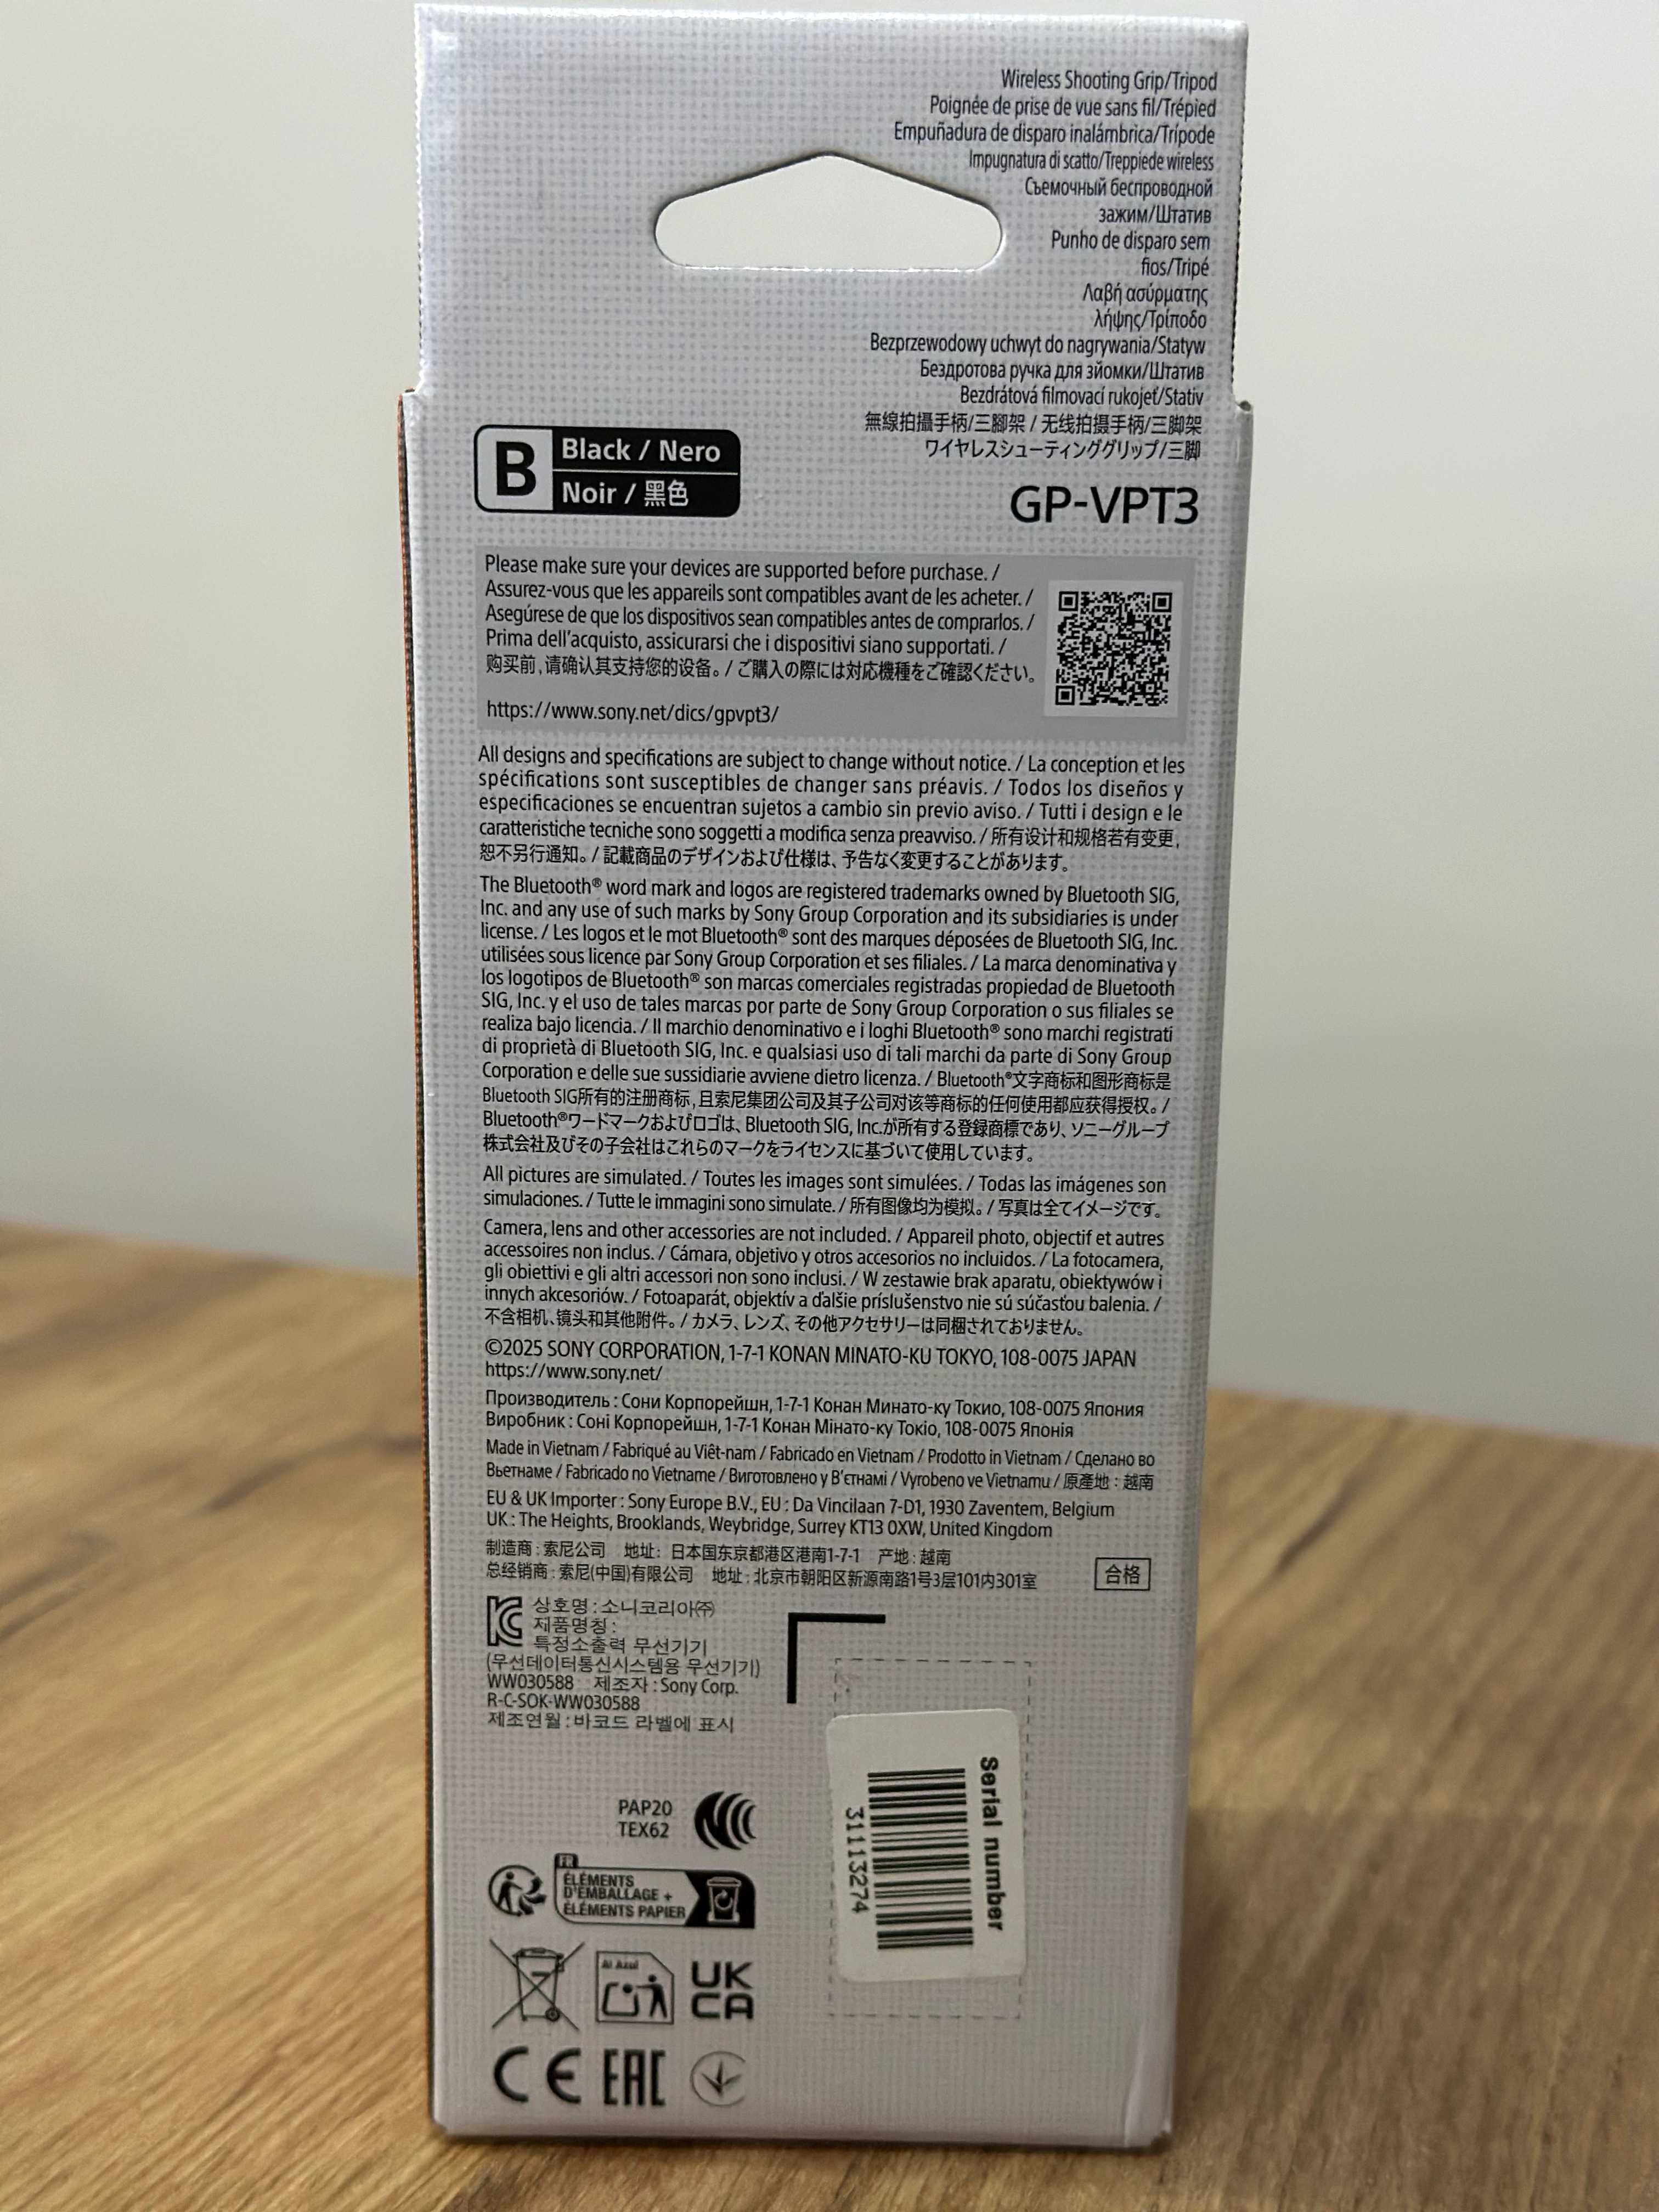 Wireless Shooting Grip/Tripod
Poignée de prise de vue sans fil/Trépied
Empuñadura de disparo inalámbrica/Trípode
Impugnatura di scatto/Treppiede wireless
Съемочный беспроводной
зажим/Штатив
Punho de disparo sem
fios/Tripé
Λαβή ασύρματης
λήψης/Τρίποδο
Bezprzewodowy uchwyt do nagrywania/Statyw
Бездротова ручка для зйомки/Штатив
Bezdrátová filmovací rukojeť/Stativ
無線拍攝手柄/三腳架 / 无线拍摄手柄/三脚架
ワイヤレスシューティンググリップ/三脚
B
Black / Nero
Noir / 黑色
GP-VPT3
Please make sure your devices are supported before purchase. /
Assurez-vous que les appareils sont compatibles avant de les acheter. /
Asegúrese de que los dispositivos sean compatibles antes de comprarlos. /
Prima dell'acquisto, assicurarsi che i dispositivi siano supportati. /
购买前,请确认其支持您的设备。/ ご購入の際には対応機種をご確認ください。
https://www.sony.net/dics/gpvpt3/
All designs and specifications are subject to change without notice. / La conception et les
spécifications sont susceptibles de changer sans préavis. / Todos los diseños y
especificaciones se encuentran sujetos a cambio sin previo aviso. / Tutti i design e le
caratteristiche tecniche sono soggetti a modifica senza preavviso. / 所有设计和规格若有变更,
恕不另行通知。/ 記載商品のデザインおよび仕様は、予告なく変更することがあります。
The Bluetooth® word mark and logos are registered trademarks owned by Bluetooth SIG,
Inc. and any use of such marks by Sony Group Corporation and its subsidiaries is under
license. / Les logos et le mot Bluetooth® sont des marques déposées de Bluetooth SIG, Inc.
utilisées sous licence par Sony Group Corporation et ses filiales. / La marca denominativa y
los logotipos de Bluetooth® son marcas comerciales registradas propiedad de Bluetooth
SIG, Inc. y el uso de tales marcas por parte de Sony Group Corporation o sus filiales se
realiza bajo licencia. / Il marchio denominativo e i loghi Bluetooth® sono marchi registrati
di proprietà di Bluetooth SIG, Inc. e qualsiasi uso di tali marchi da parte di Sony Group
Corporation e delle sue sussidiarie avviene dietro licenza. / Bluetooth®文字商标和图形商标是
Bluetooth SIG所有的注册商标,且索尼集团公司及其子公司对该等商标的任何使用都应获得授权。/
Bluetooth®ワードマークおよびロゴは、Bluetooth SIG, Inc.が所有する登録商標であり、ソニーグループ
株式会社及びその子会社はこれらのマークをライセンスに基づいて使用しています。
All pictures are simulated. / Toutes les images sont simulées. / Todas las imágenes son
simulaciones. / Tutte le immagini sono simulate. / 所有图像均为模拟。/ 写真は全てイメージです。
Camera, lens and other accessories are not included. / Appareil photo, objectif et autres
accessoires non inclus. / Cámara, objetivo y otros accesorios no incluidos. / La fotocamera,
gli obiettivi e gli altri accessori non sono inclusi. / W zestawie brak aparatu, obiektywów i
innych akcesoriów. / Fotoaparát, objektív a ďalšie príslušenstvo nie sú súčasťou balenia. /
不含相机、镜头和其他附件。/ カメラ、レンズ、その他アクセサリーは同梱されておりません。
©2025 SONY CORPORATION, 1-7-1 KONAN MINATO-KU TOKYO, 108-0075 JAPAN
https://www.sony.net/
Производитель : Сони Корпорейшн, 1-7-1 Конан Минато-ку Токио, 108-0075 Япония
Виробник : Соні Корпорейшн, 1-7-1 Конан Мінато-ку Токіо, 108-0075 Японія
Made in Vietnam / Fabriqué au Viêt-nam / Fabricado en Vietnam / Prodotto in Vietnam / Сделано во
Вьетнаме / Fabricado no Vietname / Виготовлено у В'єтнамі / Vyrobeno ve Vietnamu / 原產地 : 越南
EU & UK Importer : Sony Europe B.V., EU : Da Vincilaan 7-D1, 1930 Zaventem, Belgium
UK : The Heights, Brooklands, Weybridge, Surrey KT13 0XW, United Kingdom
制造商 : 索尼公司 地址: 日本国东京都港区港南1-7-1 产地 : 越南
总经销商 : 索尼(中国)有限公司 地址 : 北京市朝阳区新源南路1号3层101内301室
合格
상호명 : 소니코리아㈜
제품명칭 :
특정소출력 무선기기
(무선데이터통신시스템용 무선기기)
WW030588 제조자 : Sony Corp.
R-C-SOK-WW030588
제조연월 : 바코드 라벨에 표시
Serial number
31113274
PAP20
TEX62
FR
ÉLÉMENTS
D'EMBALLAGE +
ÉLÉMENTS PAPIER
Al Azul
UK
CA
CE EAC